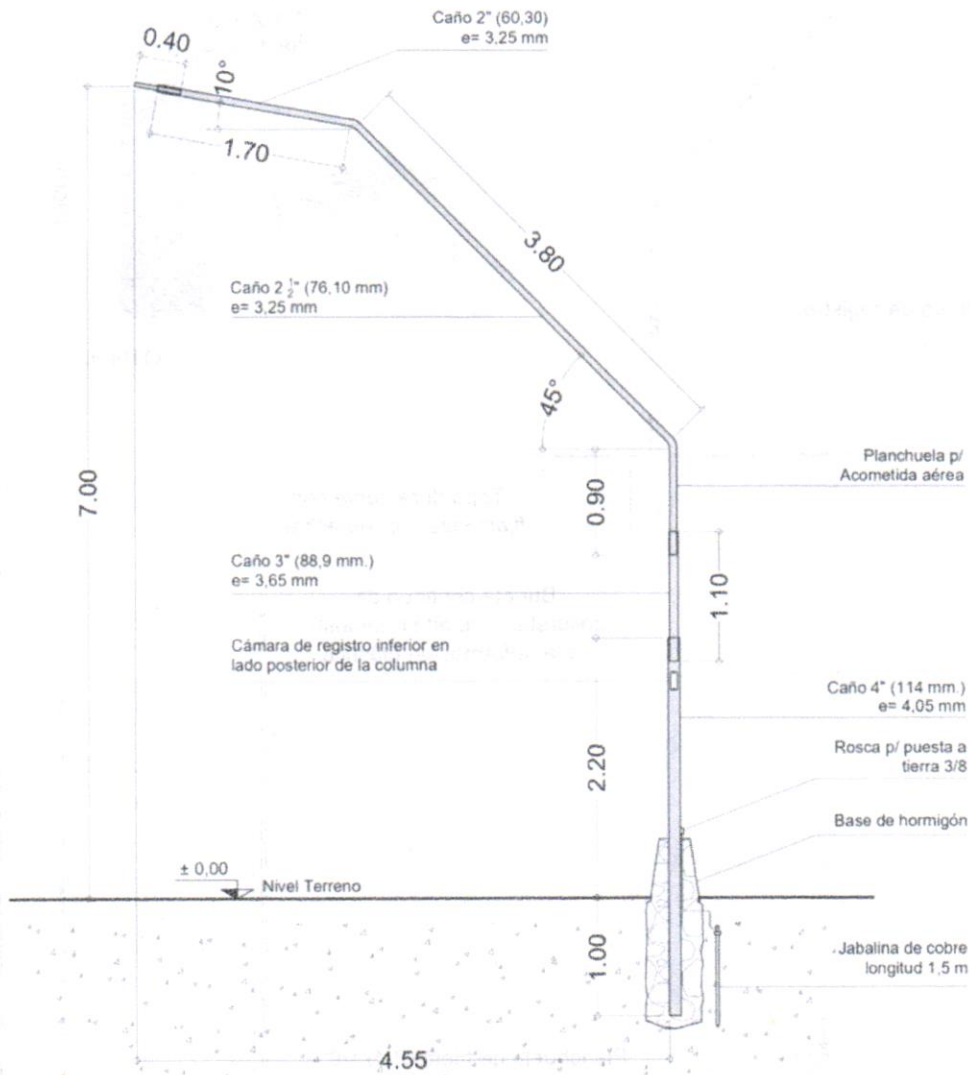 Caño 2" (60,30)
e= 3,25 mm
0.40
10°
1.70
3.80
Caño 2 1/2" (76,10 mm)
e= 3,25 mm
45°
7.00
0.90
Planchuela p/
Acometida aérea
Caño 3" (88,9 mm.)
e= 3,65 mm
1.10
Cámara de registro inferior en
lado posterior de la columna
Caño 4" (114 mm.)
e= 4,05 mm
2.20
Rosca p/ puesta a
tierra 3/8
Base de hormigón
± 0,00
Nivel Terreno
1.00
Jabalina de cobre
longitud 1,5 m
4.55